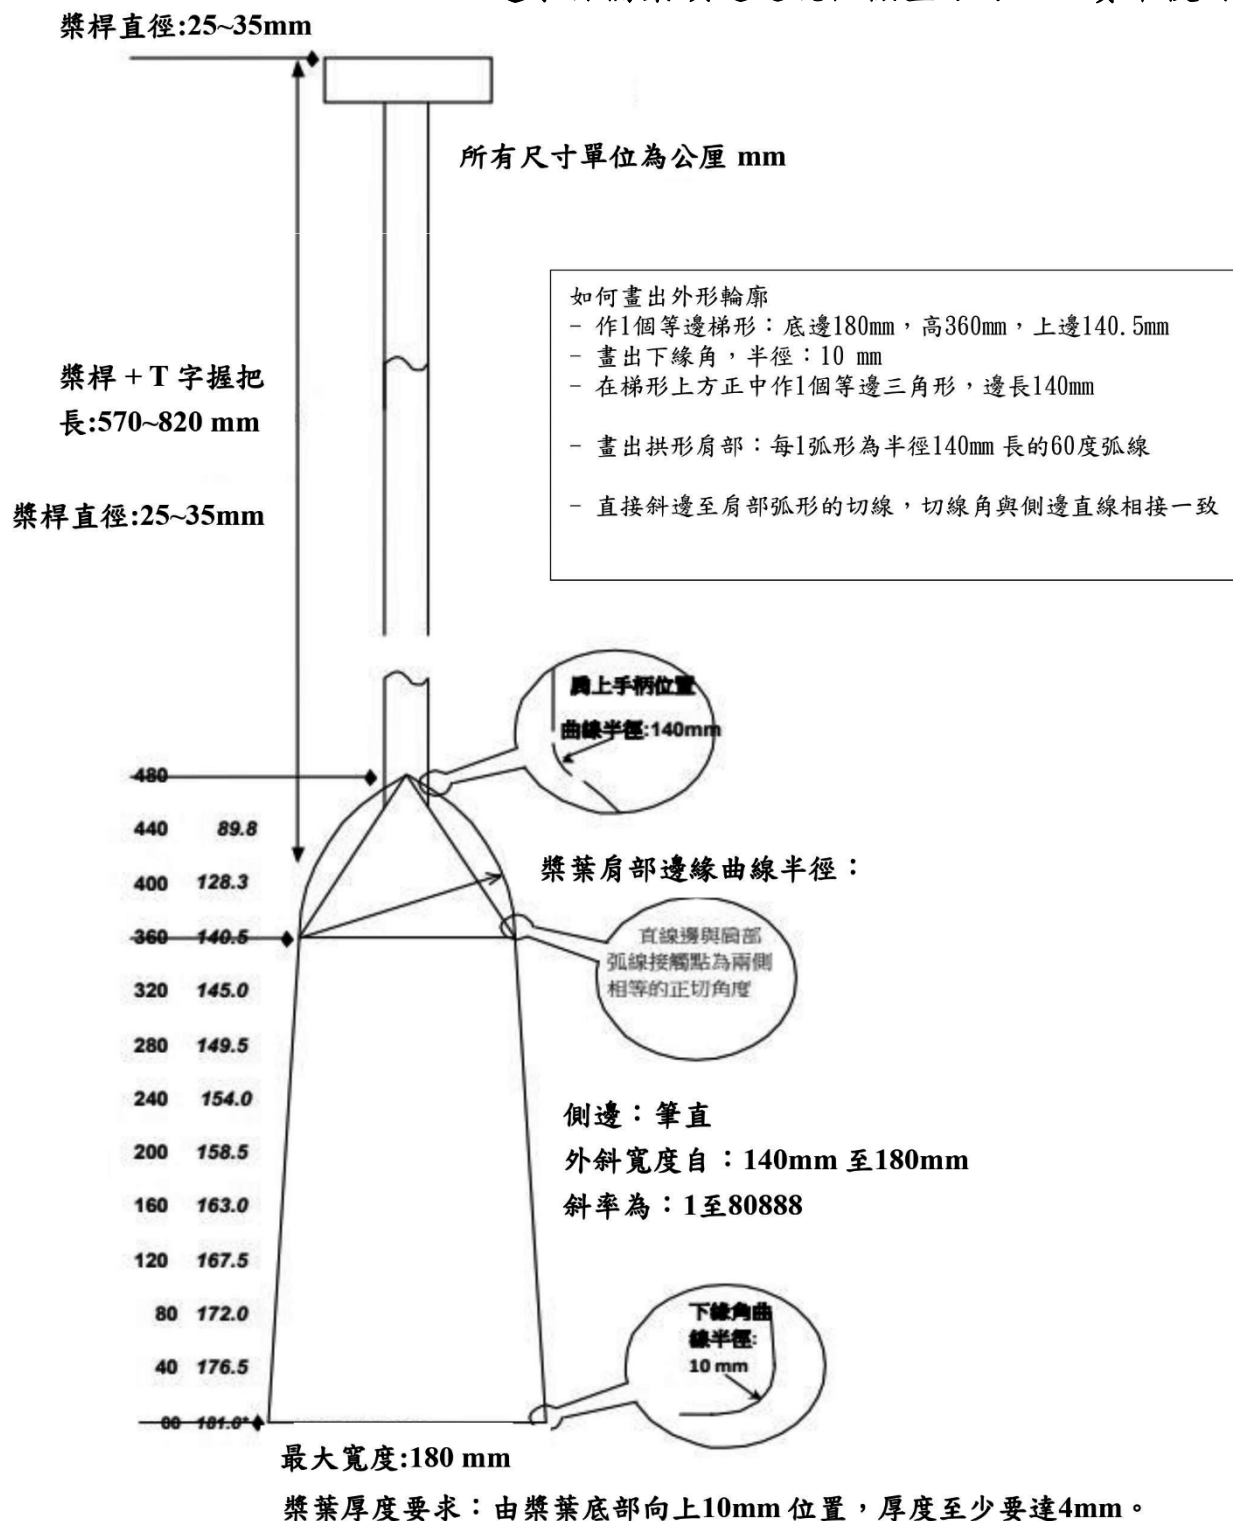 槳桿直徑:25~35mm
所有尺寸單位為公厘 mm
如何畫出外形輪廓
- 作1個等邊梯形：底邊180mm，高360mm，上邊140.5mm
- 畫出下緣角，半徑：10 mm
- 在梯形上方正中作1個等邊三角形，邊長140mm
- 畫出拱形肩部：每1弧形為半徑140mm 長的60度弧線
- 直接斜邊至肩部弧形的切線，切線角與側邊直線相接一致
槳桿 + T 字握把
長:570~820 mm
槳桿直徑:25~35mm
肩上手柄位置
曲線半徑:140mm
480
440 89.8
槳葉肩部邊緣曲線半徑：
400 128.3
360 140.5
直線邊與肩部
弧線接觸點為兩側
相等的正切角度
320 145.0
280 149.5
240 154.0
200 158.5
160 163.0
120 167.5
80 172.0
40 176.5
00 181.0*
側邊：筆直
外斜寬度自：140mm 至180mm
斜率為：1至80888
下緣角曲
線半徑:
10 mm
最大寬度:180 mm
槳葉厚度要求：由槳葉底部向上10mm 位置，厚度至少要達4mm。